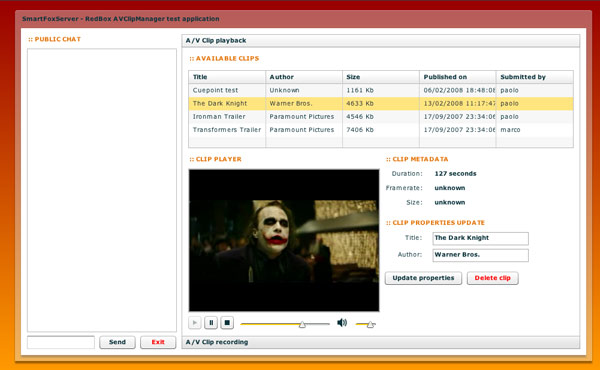 SmartFoxServer - RedBox AVClipManager test application
:: PUBLIC CHAT
A/V Clip playback
:: AVAILABLE CLIPS
Title Author Size Published on Submitted by
Cuepoint test Unknown 1161 Kb 06/02/2008 18:48:08 paolo
The Dark Knight Warner Bros. 4633 Kb 13/02/2008 11:17:47 paolo
Ironman Trailer Paramount Pictures 4546 Kb 17/09/2007 23:34:06 paolo
Transformers Trailer Paramount Pictures 7406 Kb 17/09/2007 23:34:06 marco
:: CLIP PLAYER
:: CLIP METADATA
Duration: 127 seconds
Framerate: unknown
Size: unknown
:: CLIP PROPERTIES UPDATE
Title: The Dark Knight
Author: Warner Bros.
Update properties Delete clip
Send Exit
A/V Clip recording